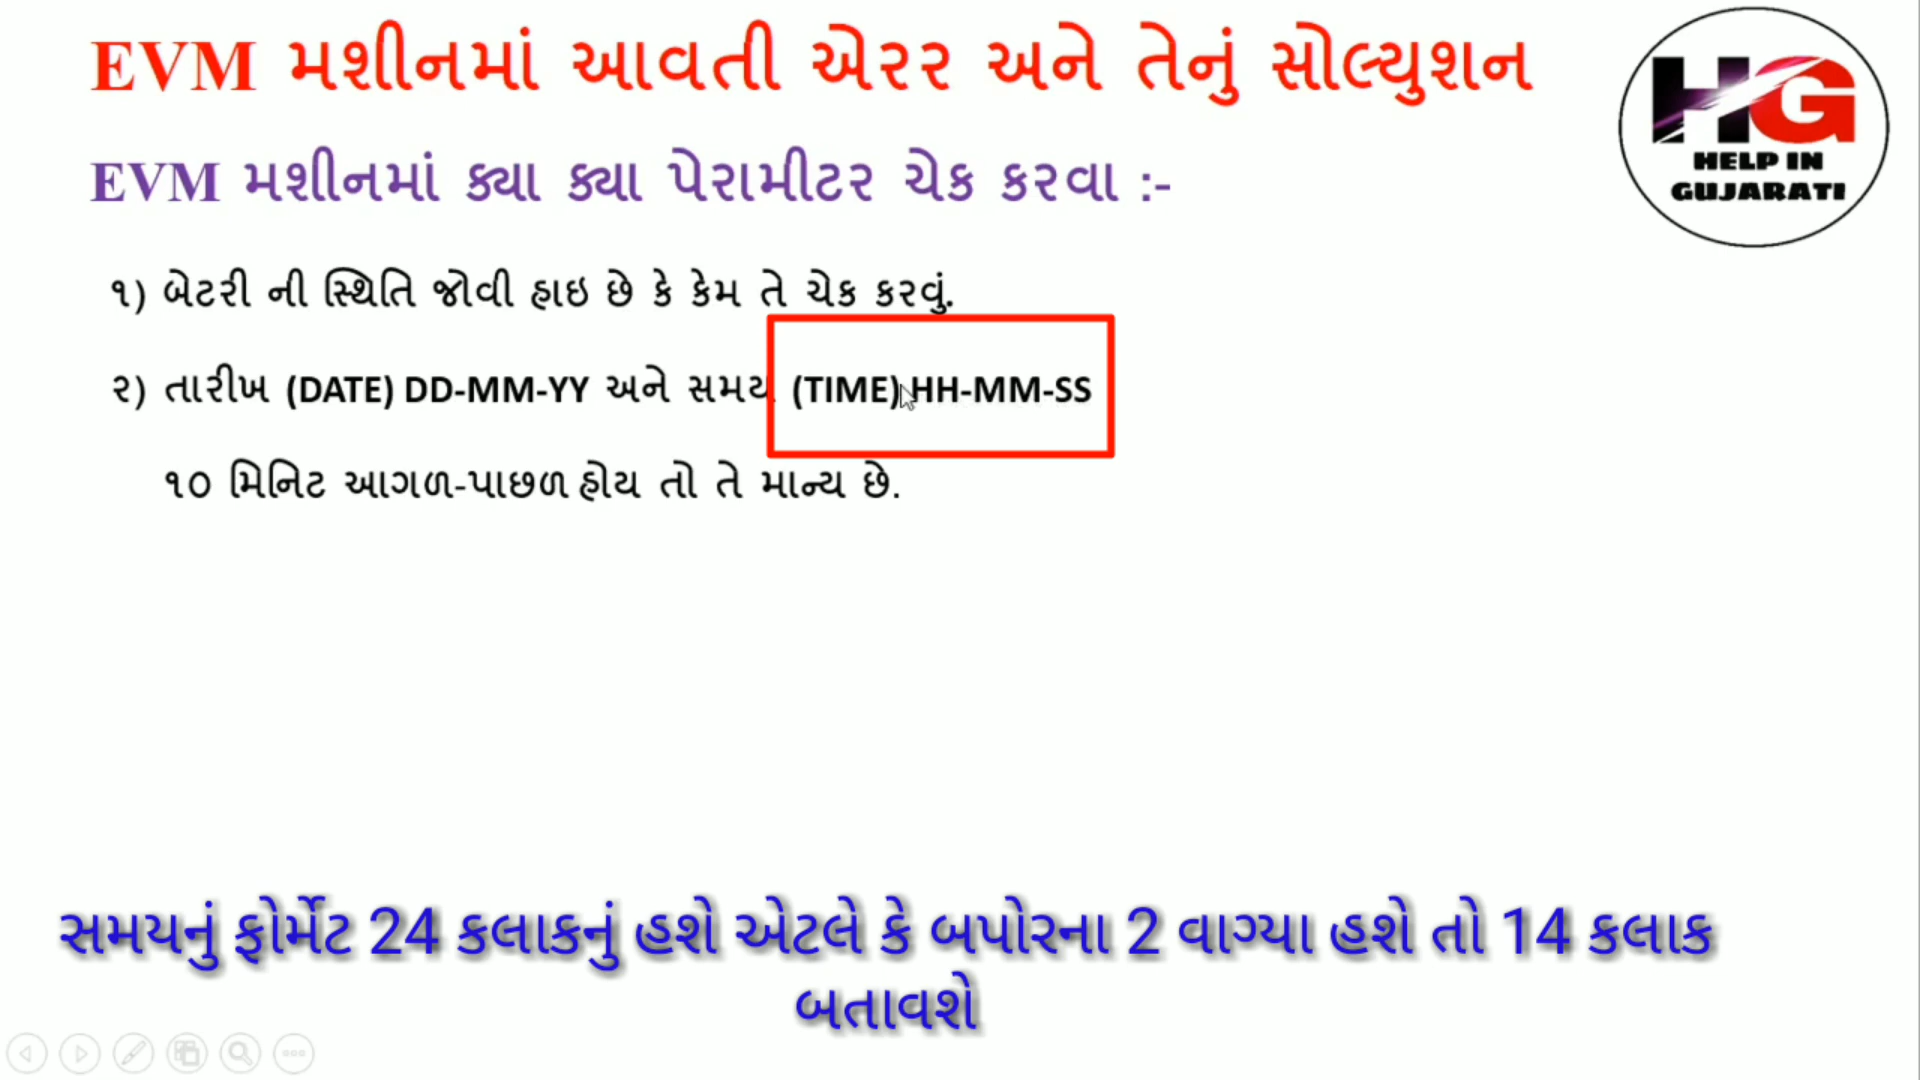 EVM મશીનમાં આવતી એરર અને તેનું સોલ્યુશન
HG
HELP IN
GUJARATI
EVM મશીનમાં ક્યા ક્યા પેરામીટર ચેક કરવા :-
૧) બેટરી ની સ્થિતિ જોવી હાઇ છે કે કેમ તે ચેક કરવું.
૨) તારીખ (DATE) DD-MM-YY અને સમય (TIME) HH-MM-SS
૧૦ મિનિટ આગળ-પાછળ હોય તો તે માન્ય છે.
સમયનું ફોર્મેટ 24 કલાકનું હશે એટલે કે બપોરના 2 વાગ્યા હશે તો 14 કલાક
બતાવશે